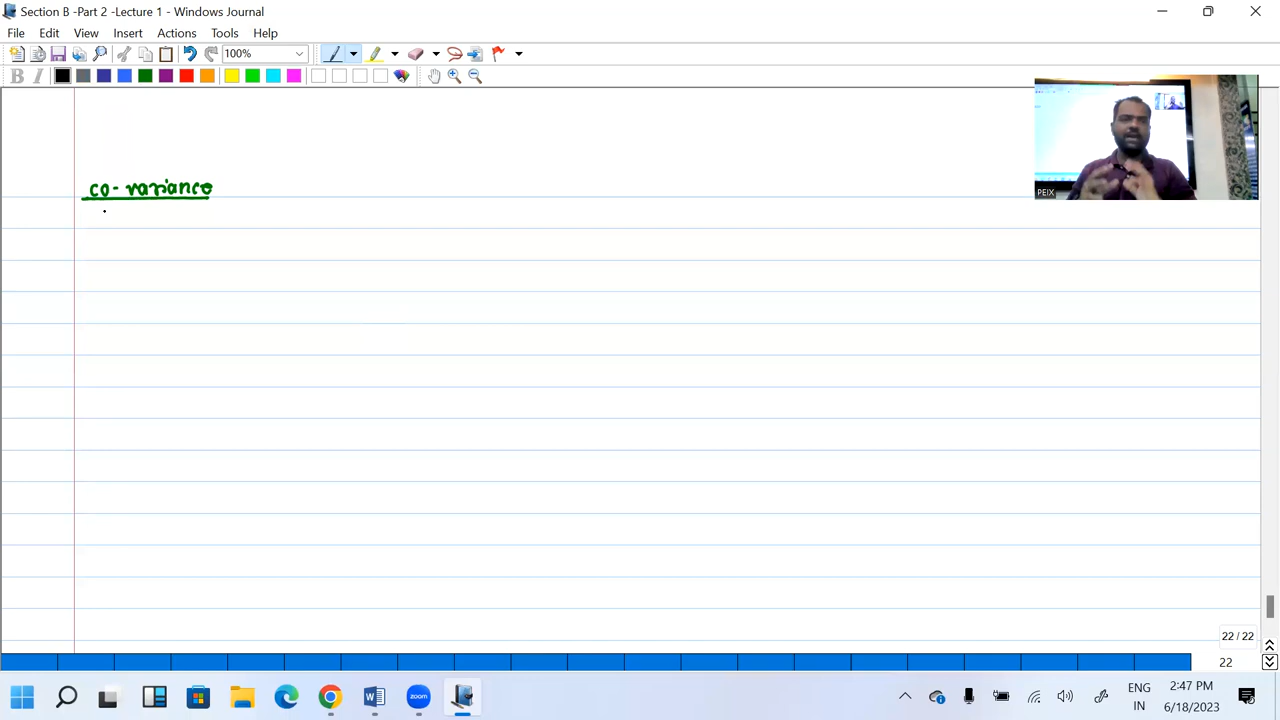 Section B -Part 2 -Lecture 1 - Windows Journal
File Edit View Insert Actions Tools Help
100%
B I
co-variance
PEIX
22 / 22
22
zoom
ENG
IN
2:47 PM
6/18/2023